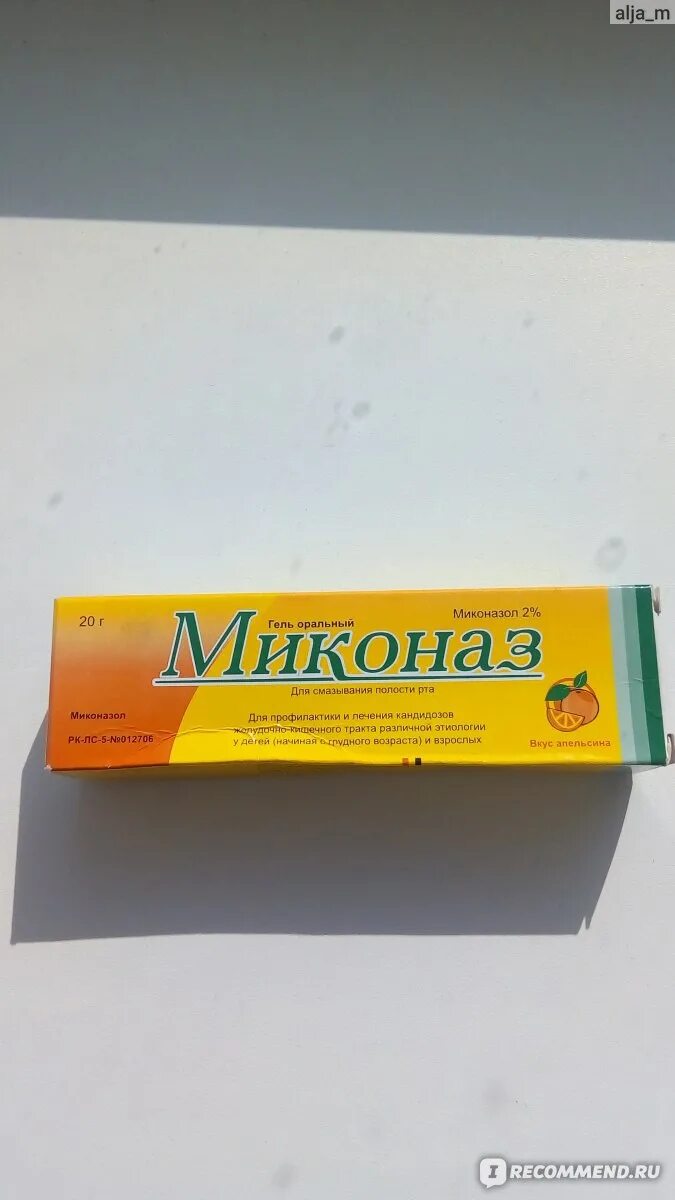 alja_m
20 г
Гель оральный
Миконазол 2%
Миконаз
Для смазывания полости рта
Миконазол
РК-ЛС-5-№012706
Для профилактики и лечения кандидозов
желудочно-кишечного тракта различной этиологии
у детей (начиная с грудного возраста) и взрослых
Вкус апельсина
IRECOMMEND.RU